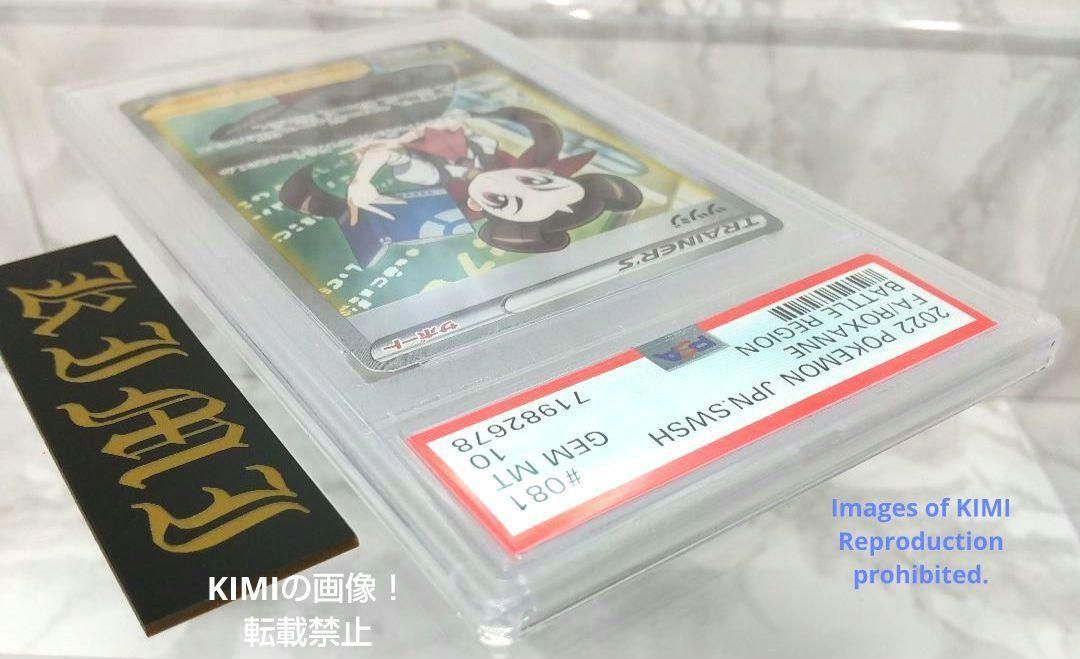 2022 POKEMON JPN.SWSH
#081
FA/ROXANNE
GEM MT
BATTLE REGION
10
71982678
PSA
TRAINER'S
ツツジ
サポート
KIMI
Images of KIMI
Reproduction
prohibited.
KIMIの画像！
転載禁止